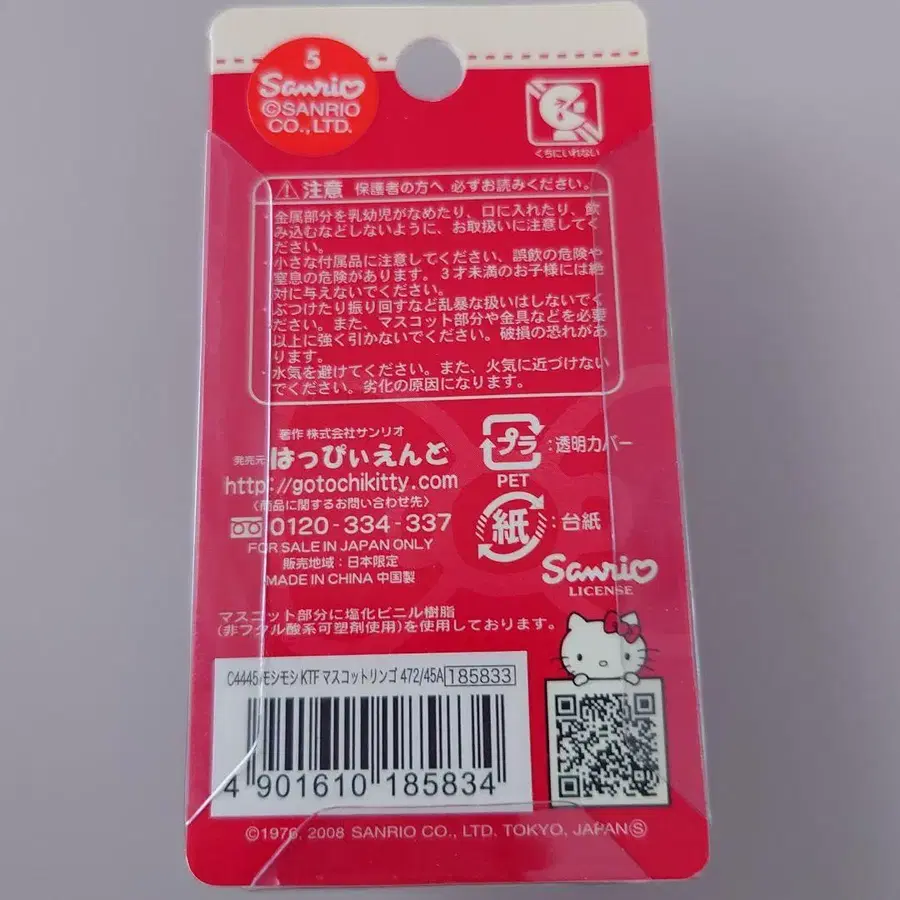 5
Sanrio
©SANRIO
CO.,LTD.
くちにいれない
注意 保護者の方へ 必ずお読みください。
・金属部分を乳幼児がなめたり、口に入れたり、飲
み込むなどしないように、お取扱いに注意してく
ださい。
・小さな付属品に注意してください、誤飲の危険や
窒息の危険があります。3才未満のお子様には絶
対に与えないでください。
・ぶつけたり振り回すなど乱暴な扱いはしないでく
ださい。また、マスコット部分や金具などを必要
以上に強く引かないでください。破損の恐れがあ
ります。
・水気を避けてください。また、火気に近づけない
でください。劣化の原因になります。
著作 株式会社サンリオ
発売元 はっぴぃえんど
http://gotochikitty.com
〈商品に関するお問い合わせ先〉
0120-334-337
FOR SALE IN JAPAN ONLY
販売地域：日本限定
MADE IN CHINA 中国製
プラ :透明カバー
PET
紙 :台紙
Sanrio
LICENSE
マスコット部分に塩化ビニル樹脂
(非フタル酸系可塑剤使用)を使用しております。
C4445/モシモシ KTF マスコットリンゴ 472/45A 185833
4 901610 185834
©1976, 2008 SANRIO CO., LTD. TOKYO, JAPAN Ⓢ